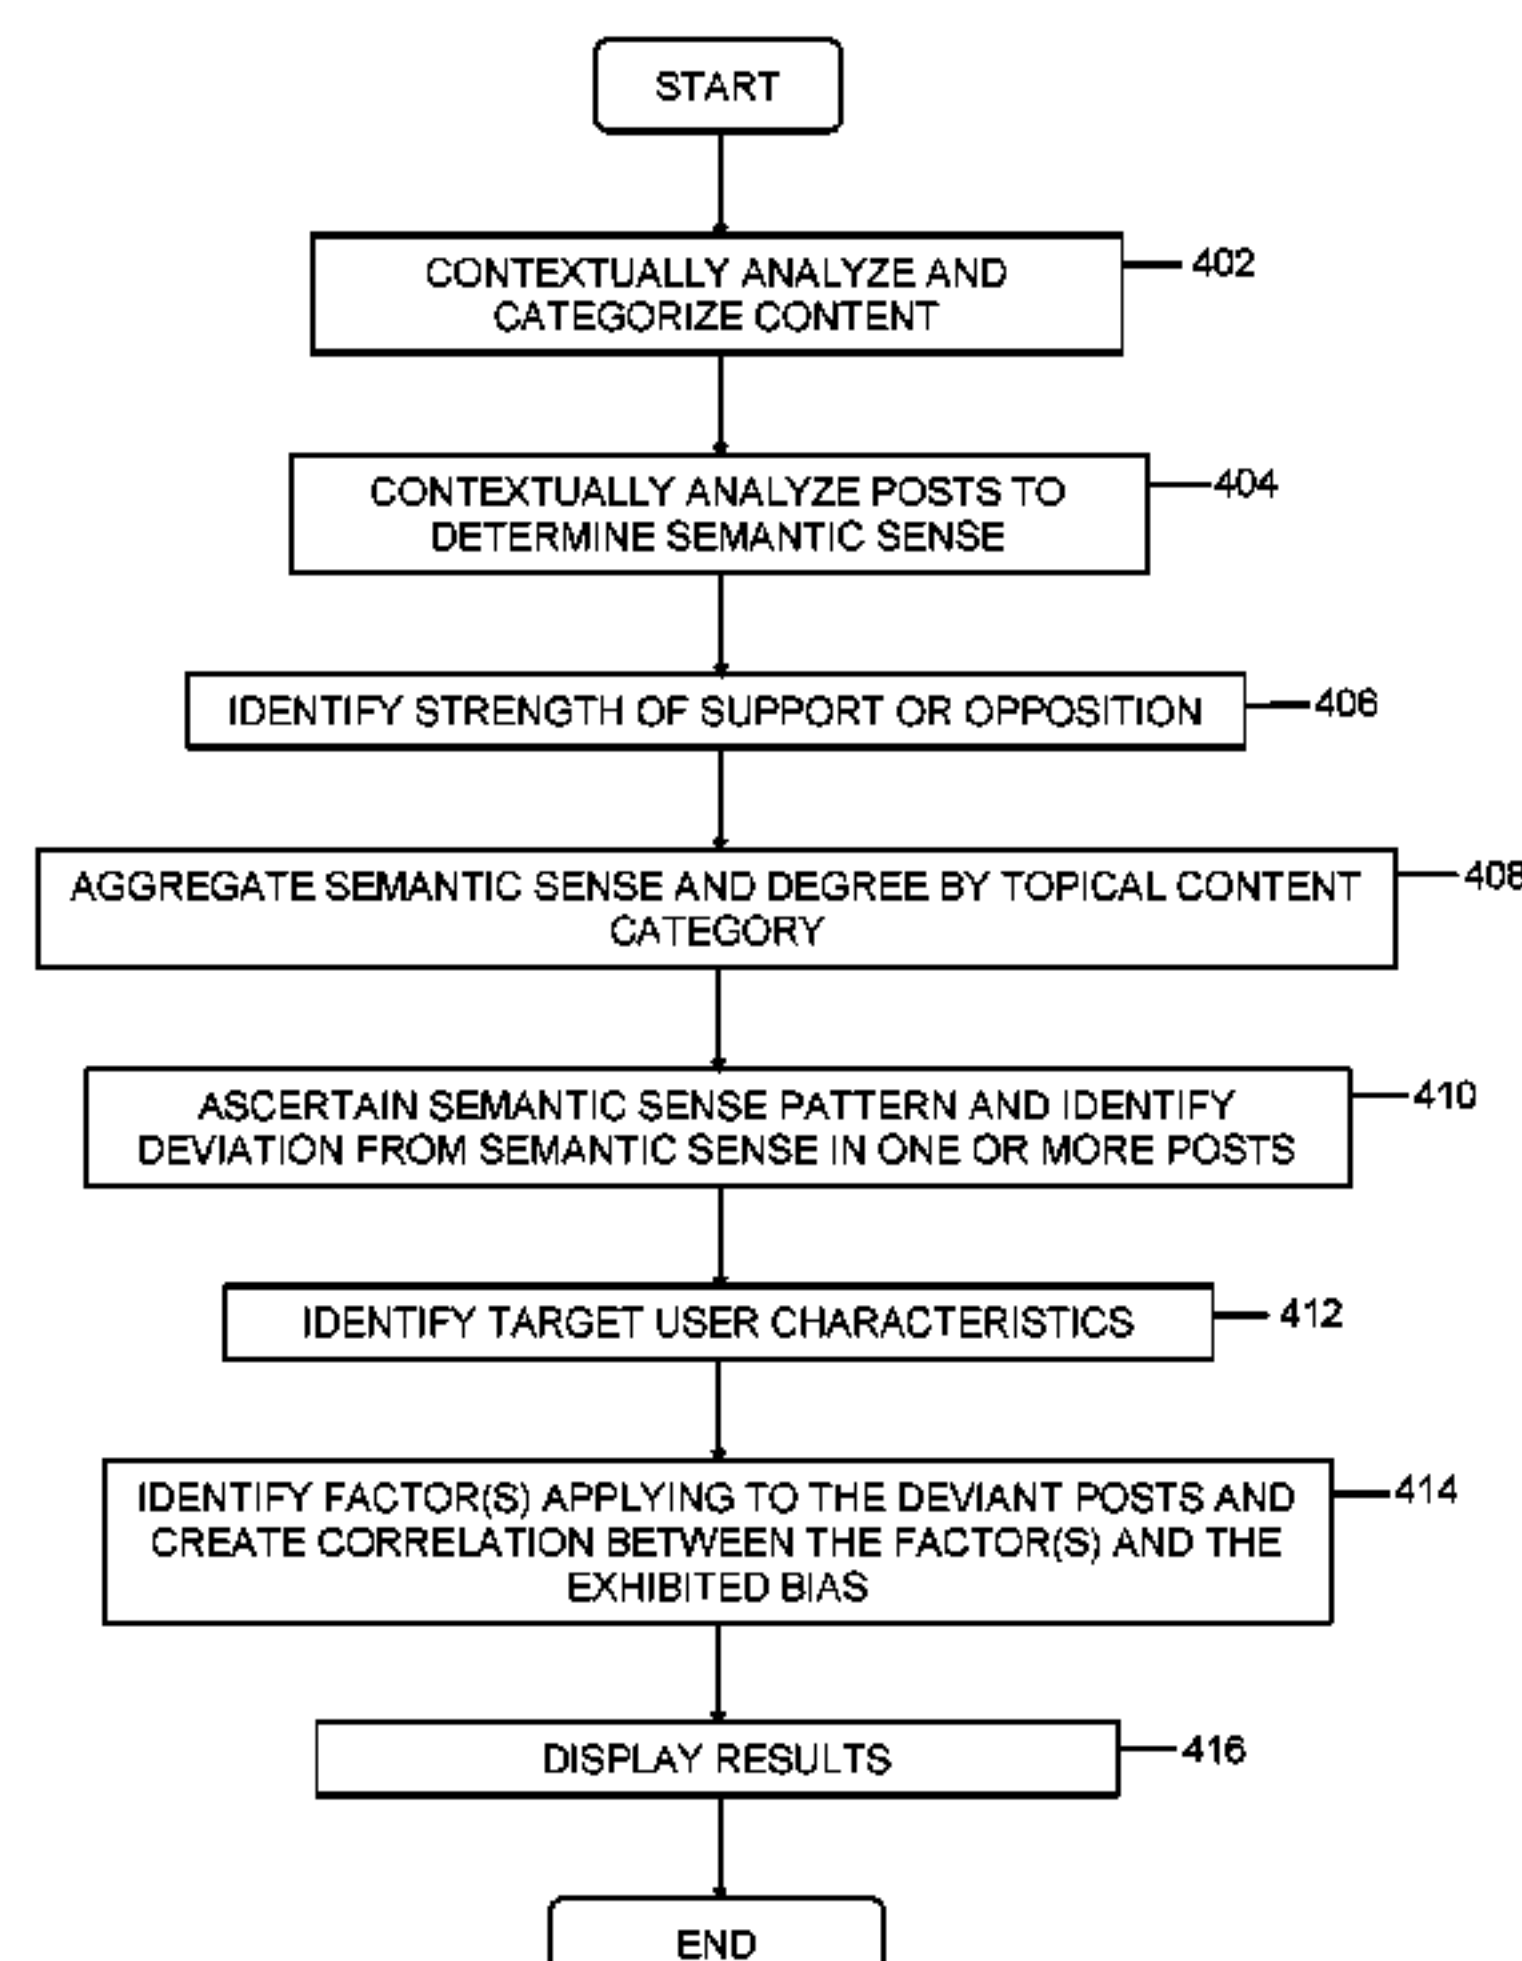 START
CONTEXTUALLY ANALYZE AND
CATEGORIZE CONTENT
402
CONTEXTUALLY ANALYZE POSTS TO
DETERMINE SEMANTIC SENSE
404
IDENTIFY STRENGTH OF SUPPORT OR OPPOSITION
406
AGGREGATE SEMANTIC SENSE AND DEGREE BY TOPICAL CONTENT
CATEGORY
408
ASCERTAIN SEMANTIC SENSE PATTERN AND IDENTIFY
DEVIATION FROM SEMANTIC SENSE IN ONE OR MORE POSTS
410
IDENTIFY TARGET USER CHARACTERISTICS
412
IDENTIFY FACTOR(S) APPLYING TO THE DEVIANT POSTS AND
CREATE CORRELATION BETWEEN THE FACTOR(S) AND THE
EXHIBITED BIAS
414
DISPLAY RESULTS
416
END